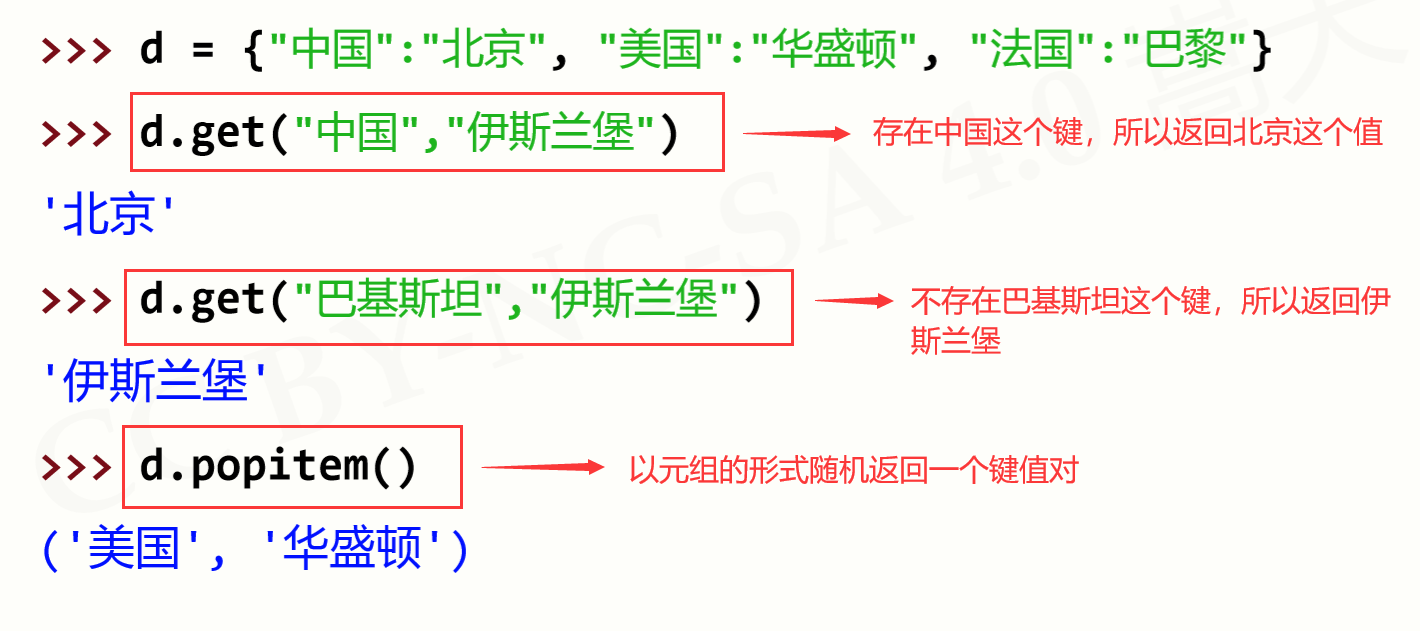 >>> d = {"中国":"北京", "美国":"华盛顿", "法国":"巴黎"}
>>> d.get("中国","伊斯兰堡") 存在中国这个键，所以返回北京这个值
'北京'
>>> d.get("巴基斯坦","伊斯兰堡") 不存在巴基斯坦这个键，所以返回伊
斯兰堡
'伊斯兰堡'
>>> d.popitem() 以元组的形式随机返回一个键值对
('美国', '华盛顿')
CC BY-NC-SA 4.0 嵩天